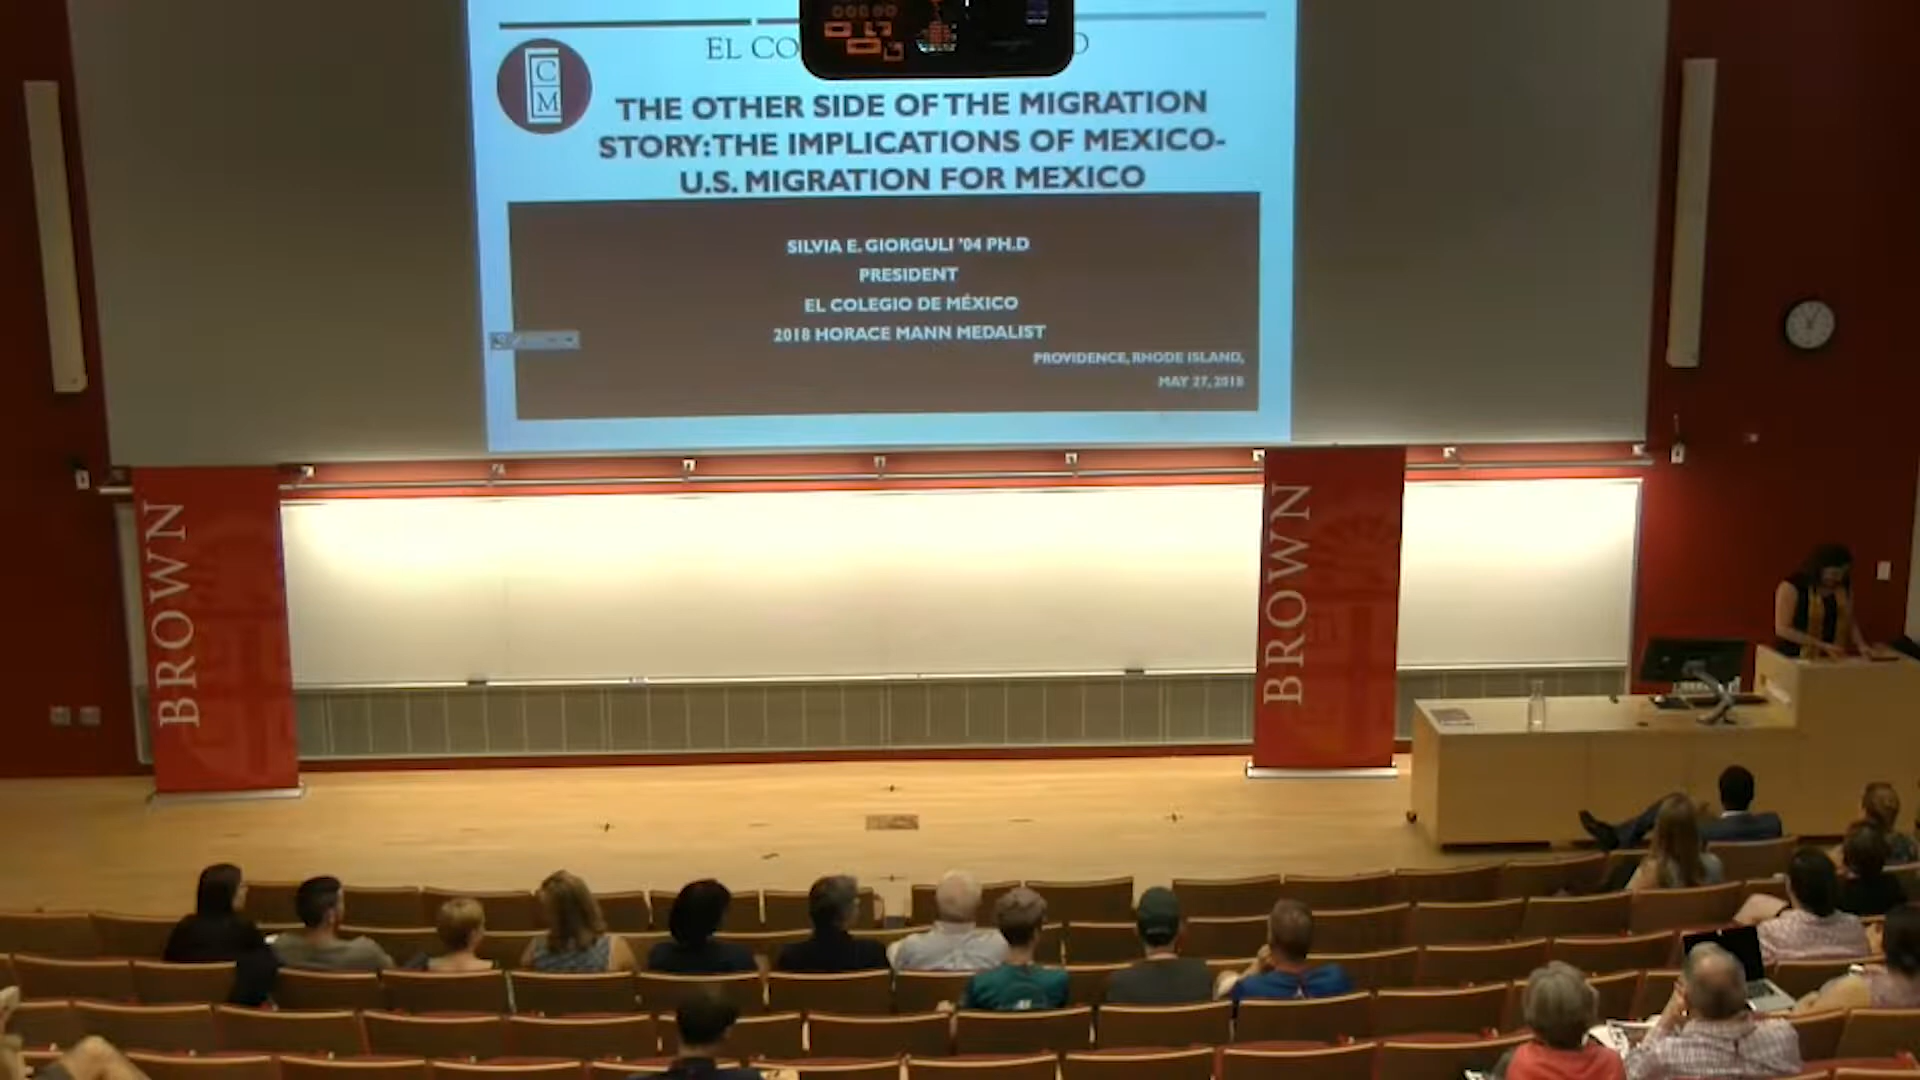 EL CO
O
C
M
THE OTHER SIDE OF THE MIGRATION
STORY: THE IMPLICATIONS OF MEXICO-
U.S. MIGRATION FOR MEXICO
SILVIA E. GIORGULI '04 PH.D
PRESIDENT
EL COLEGIO DE MÉXICO
2018 HORACE MANN MEDALIST
PROVIDENCE, RHODE ISLAND,
MAY 27, 2018
BROWN
BROWN